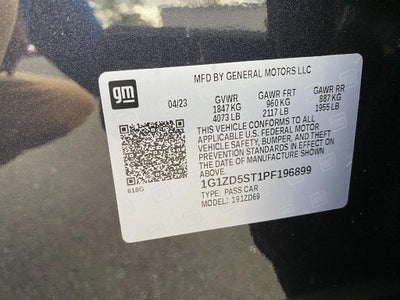 MFD BY GENERAL MOTORS LLC
gm
04/23
GVWR GAWR FRT GAWR RR
1847 KG 960 KG 887 KG
4073 LB 2117 LB 1955 LB
THIS VEHICLE CONFORMS TO ALL
APPLICABLE U.S. FEDERAL MOTOR
VEHICLE SAFETY, BUMPER, AND THEFT
PREVENTION STANDARDS IN EFFECT ON
THE DATE OF MANUFACTURE SHOWN
ABOVE.
1G1ZD5ST1PF196899
TYPE: PASS CAR
MODEL: 191ZD69
618G